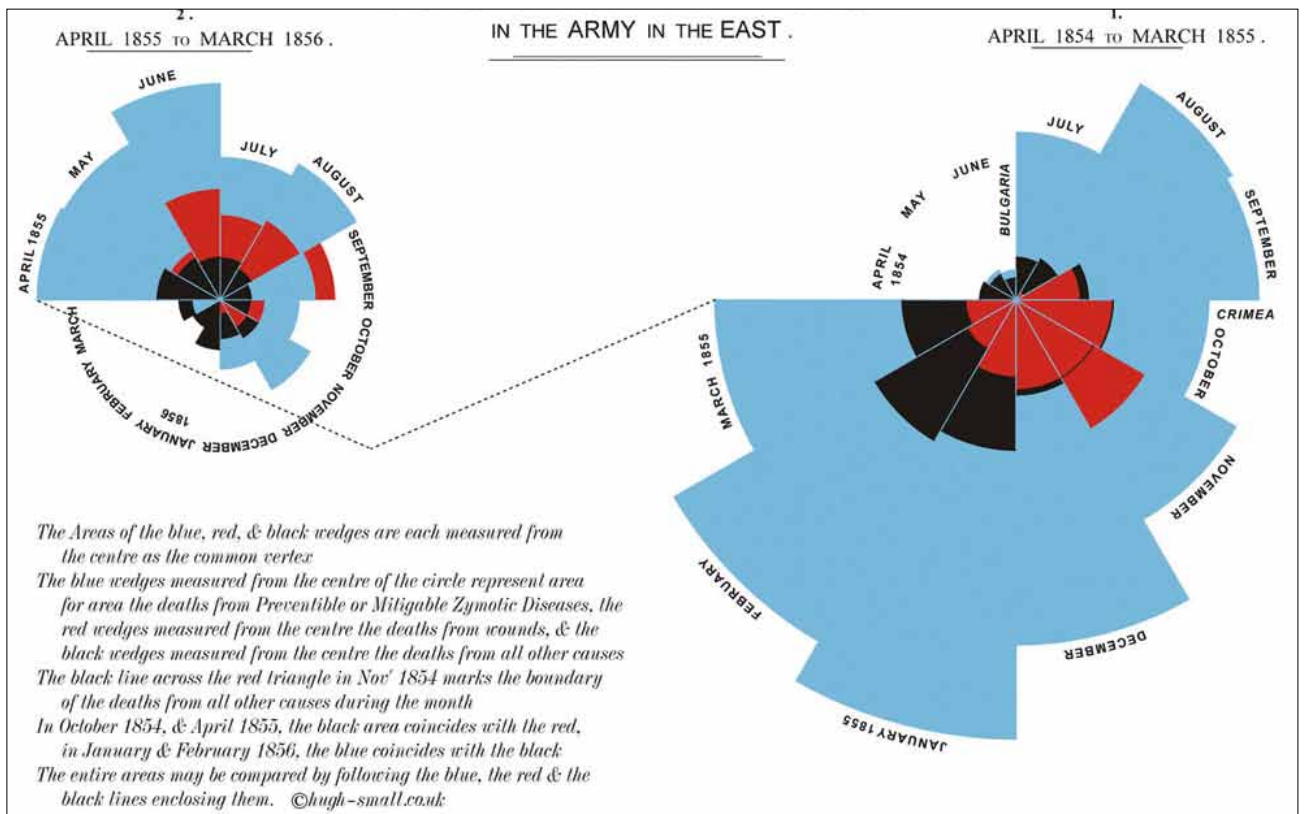 2.
APRIL 1855 TO MARCH 1856.
IN THE ARMY IN THE EAST.
1.
APRIL 1854 TO MARCH 1855.
APRIL 1855
MAY
JUNE
JULY
AUGUST
SEPTEMBER
OCTOBER
NOVEMBER
DECEMBER
JANUARY
1856
FEBRUARY
MARCH
APRIL
1854
MAY
JUNE
BULGARIA
JULY
AUGUST
SEPTEMBER
CRIMEA
OCTOBER
NOVEMBER
DECEMBER
JANUARY 1855
FEBRUARY
MARCH 1855
The Areas of the blue, red, & black wedges are each measured from
the centre as the common vertex
The blue wedges measured from the centre of the circle represent area
for area the deaths from Preventible or Mitigable Zymotic Diseases, the
red wedges measured from the centre the deaths from wounds, & the
black wedges measured from the centre the deaths from all other causes
The black line across the red triangle in Nov' 1854 marks the boundary
of the deaths from all other causes during the month
In October 1854, & April 1855, the black area coincides with the red,
in January & February 1856, the blue coincides with the black
The entire areas may be compared by following the blue, the red & the
black lines enclosing them. ©hugh-small.co.uk